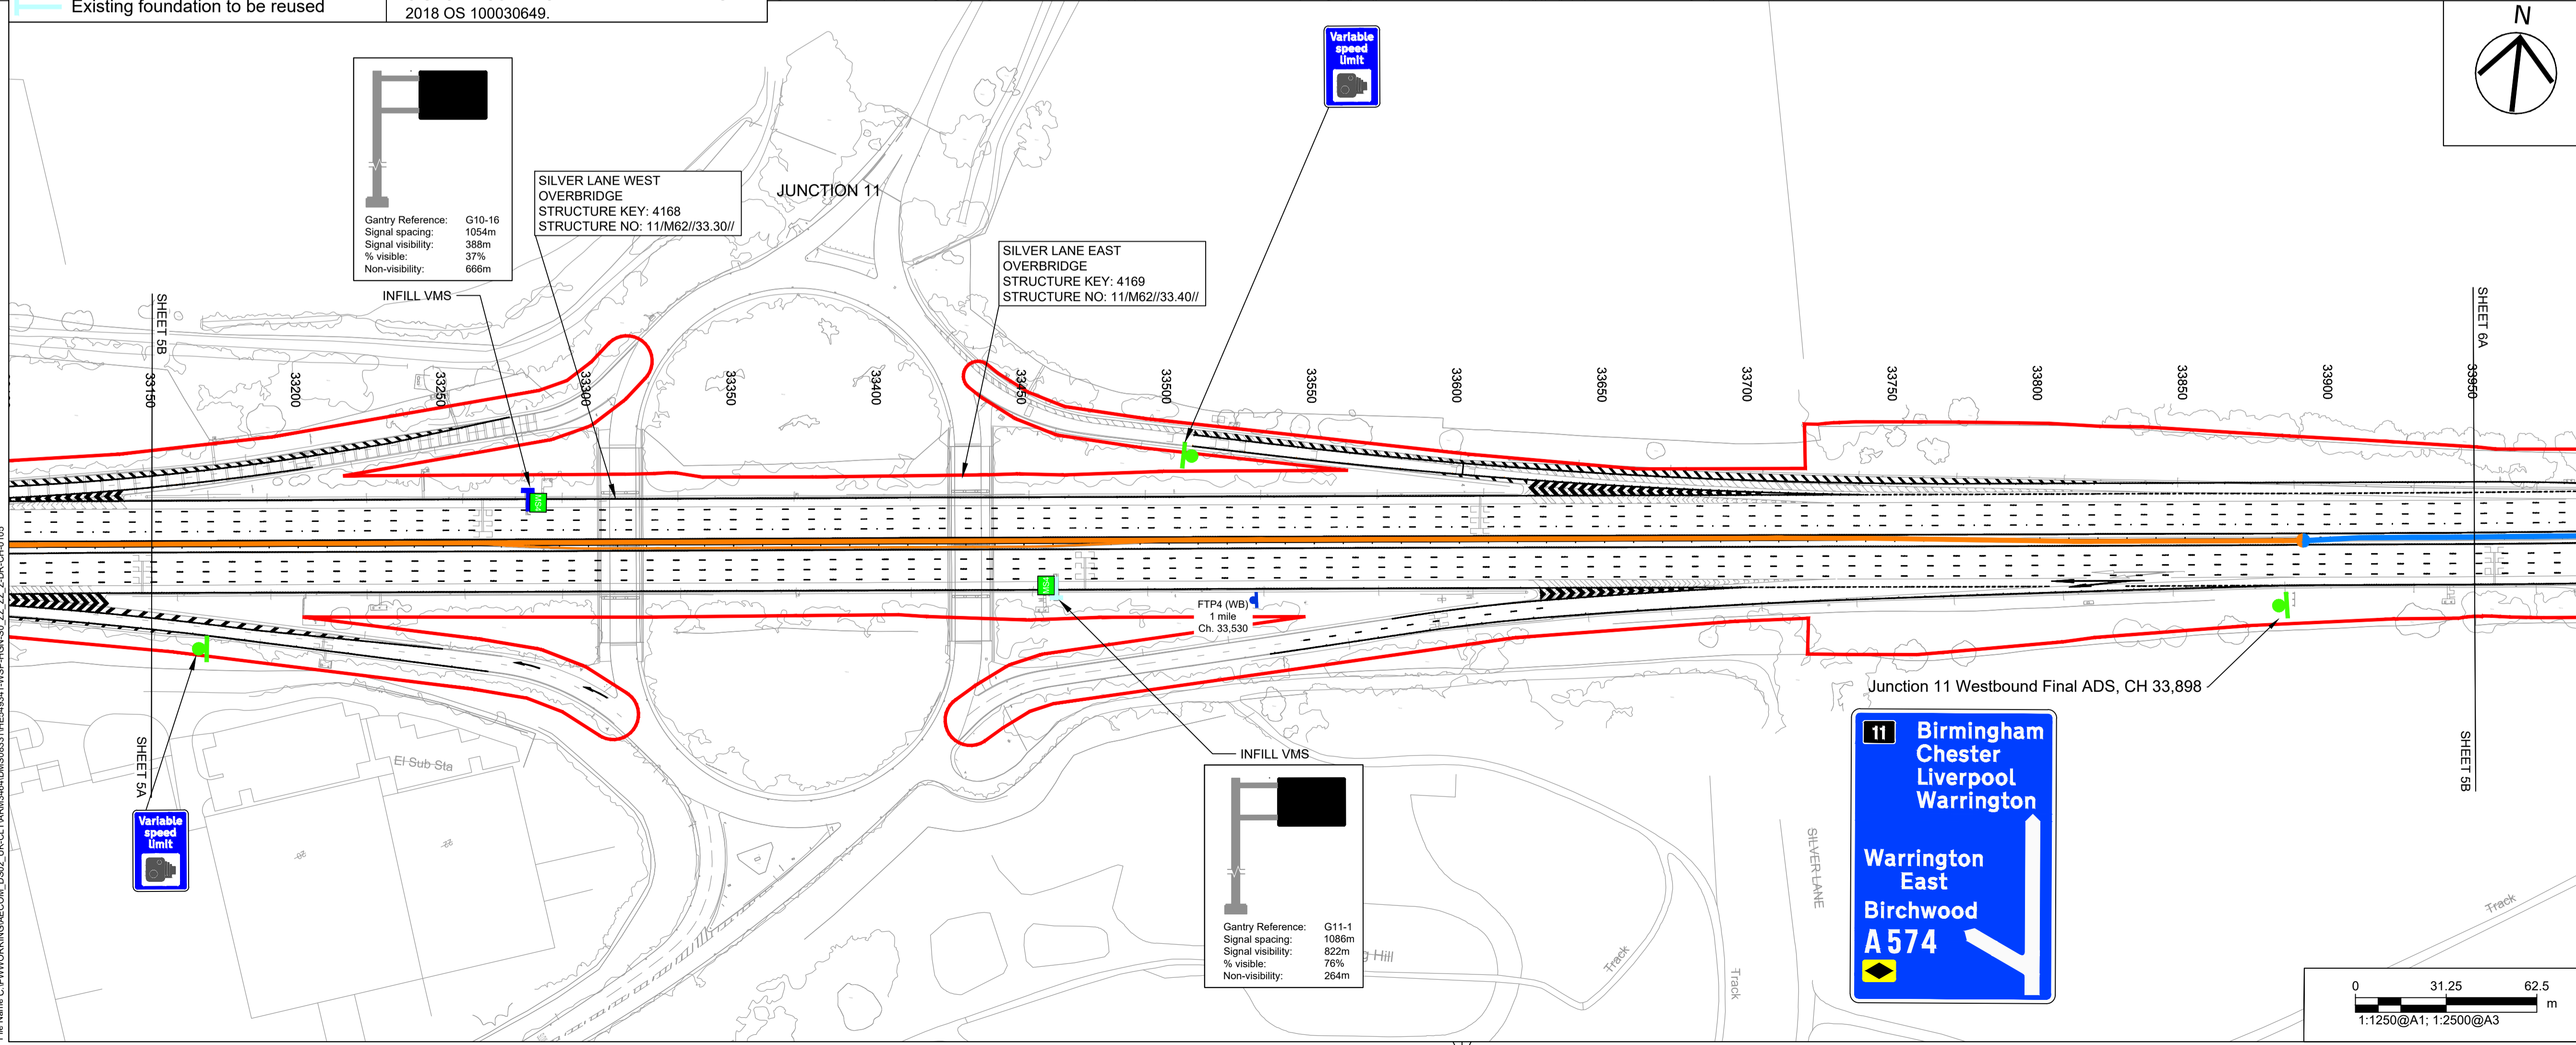 Existing foundation to be reused
2018 OS 100030649.
N
Variable
speed
limit
Gantry Reference: G10-16
Signal spacing: 1054m
Signal visibility: 388m
% visible: 37%
Non-visibility: 666m
INFILL VMS
SILVER LANE WEST
OVERBRIDGE
STRUCTURE KEY: 4168
STRUCTURE NO: 11/M62//33.30//
JUNCTION 11
SILVER LANE EAST
OVERBRIDGE
STRUCTURE KEY: 4169
STRUCTURE NO: 11/M62//33.40//
SHEET 5B
SHEET 6A
33150
33200
33250
33300
33350
33400
33450
33500
33550
33600
33650
33700
33750
33800
33850
33900
33950
MS4
MS4
FTP4 (WB)
1 mile
Ch. 33,530
Junction 11 Westbound Final ADS, CH 33,898
SHEET 5A
SHEET 5B
El Sub Sta
Variable
speed
limit
INFILL VMS
Gantry Reference: G11-1
Signal spacing: 1086m
Signal visibility: 822m
% visible: 76%
Non-visibility: 264m
Hill
Track
Track
SILVER LANE
Track
11 Birmingham
Chester
Liverpool
Warrington
Warrington
East
Birchwood
A 574
0 31.25 62.5
m
1:1250@A1; 1:2500@A3